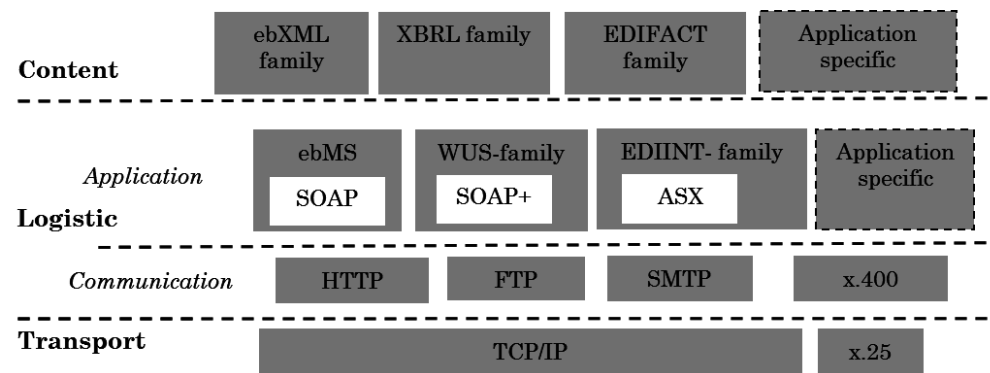 ebXML
family
XBRL family
EDIFACT
family
Application
specific
Content
ebMS
WUS-family
EDIINT- family
Application
specific
Application
SOAP
SOAP+
ASX
Logistic
Communication
HTTP
FTP
SMTP
x.400
Transport
TCP/IP
x.25